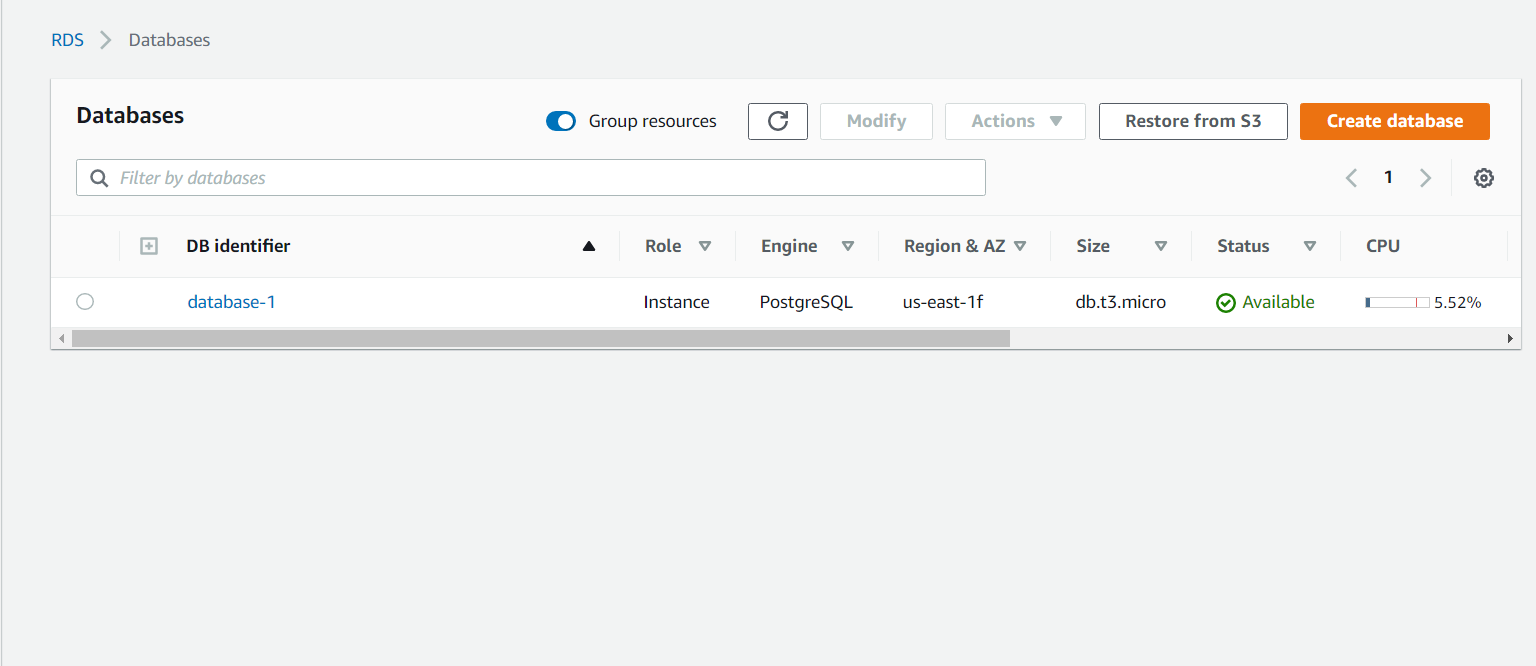 RDS Databases
Databases Group resources Modify Actions Restore from S3 Create database
Filter by databases 1
DB identifier Role Engine Region & AZ Size Status CPU
database-1 Instance PostgreSQL us-east-1f db.t3.micro Available 5.52%